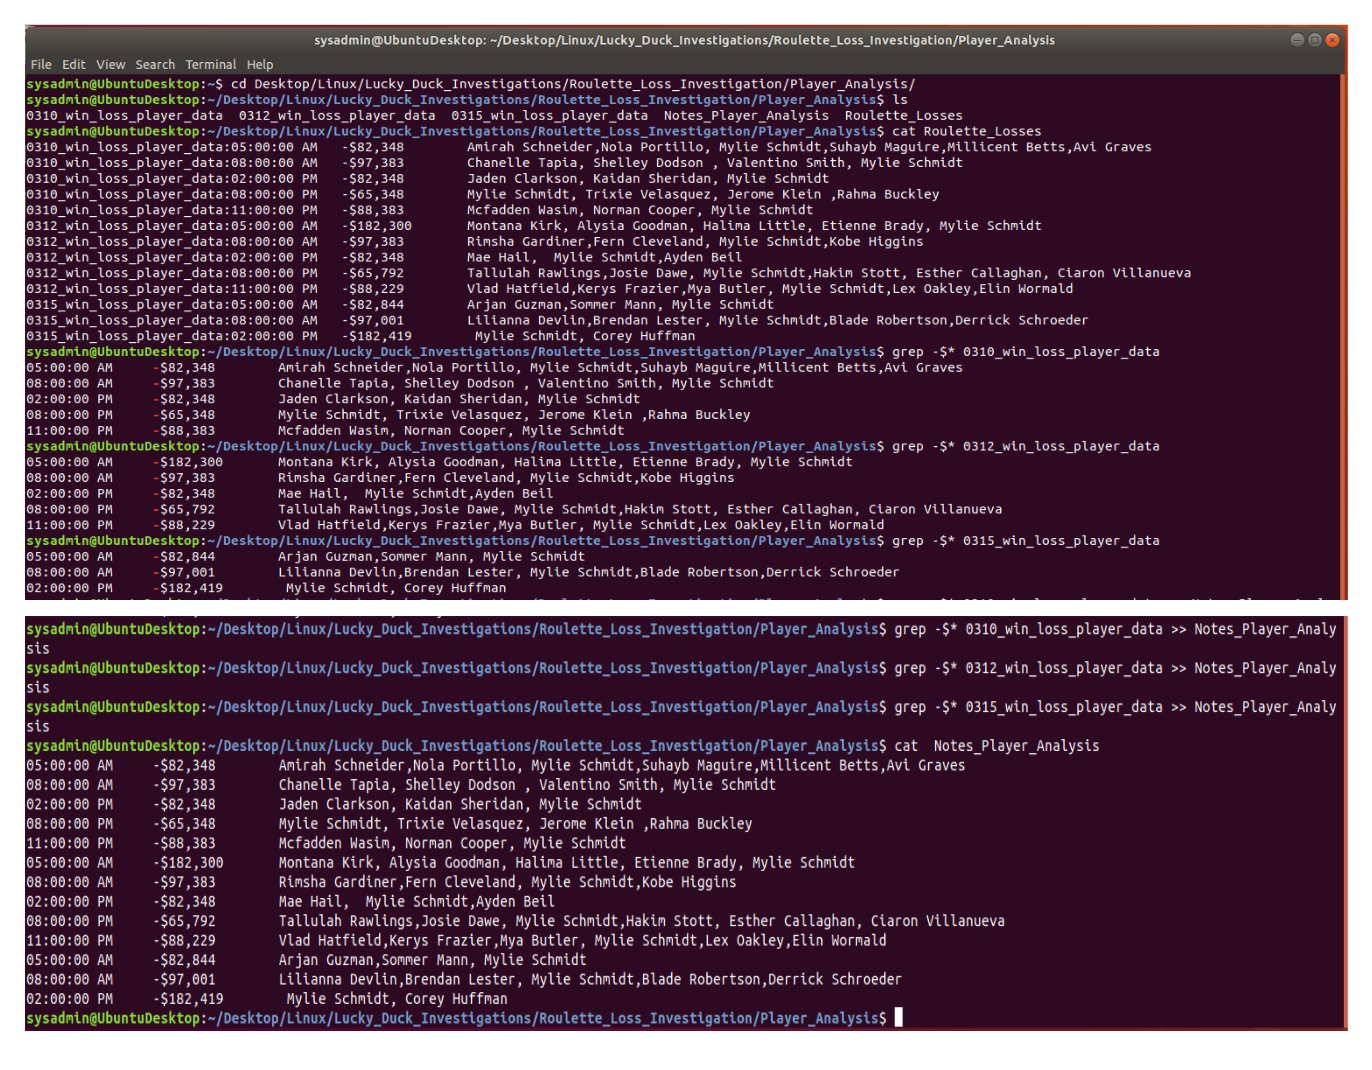 sysadmin@UbuntuDesktop: ~/Desktop/Linux/Lucky_Duck_Investigations/Roulette_Loss_Investigation/Player_Analysis
File Edit View Search Terminal Help
sysadmin@UbuntuDesktop:~$ cd Desktop/Linux/Lucky_Duck_Investigations/Roulette_Loss_Investigation/Player_Analysis/
sysadmin@UbuntuDesktop:~/Desktop/Linux/Lucky_Duck_Investigations/Roulette_Loss_Investigation/Player_Analysis$ ls
0310_win_loss_player_data  0312_win_loss_player_data  0315_win_loss_player_data  Notes_Player_Analysis  Roulette_Losses
sysadmin@UbuntuDesktop:~/Desktop/Linux/Lucky_Duck_Investigations/Roulette_Loss_Investigation/Player_Analysis$ cat Roulette_Losses
0310_win_loss_player_data:05:00:00 AM   -$82,348       Amirah Schneider,Nola Portillo, Mylie Schmidt,Suhayb Maguire,Millicent Betts,Avi Graves
0310_win_loss_player_data:08:00:00 AM   -$97,383       Chanelle Tapia, Shelley Dodson , Valentino Smith, Mylie Schmidt
0310_win_loss_player_data:02:00:00 PM   -$82,348       Jaden Clarkson, Kaidan Sheridan, Mylie Schmidt
0310_win_loss_player_data:08:00:00 PM   -$65,348       Mylie Schmidt, Trixie Velasquez, Jerome Klein ,Rahma Buckley
0310_win_loss_player_data:11:00:00 PM   -$88,383       Mcfadden Wasim, Norman Cooper, Mylie Schmidt
0312_win_loss_player_data:05:00:00 AM   -$182,300       Montana Kirk, Alysia Goodman, Halima Little, Etienne Brady, Mylie Schmidt
0312_win_loss_player_data:08:00:00 AM   -$97,383       Rimsha Gardiner,Fern Cleveland, Mylie Schmidt,Kobe Higgins
0312_win_loss_player_data:02:00:00 PM   -$82,348       Mae Hail,  Mylie Schmidt,Ayden Beil
0312_win_loss_player_data:08:00:00 PM   -$65,792       Tallulah Rawlings,Josie Dawe, Mylie Schmidt,Hakim Stott, Esther Callaghan, Ciaron Villanueva
0312_win_loss_player_data:11:00:00 PM   -$88,229       Vlad Hatfield,Kerys Frazier,Mya Butler, Mylie Schmidt,Lex Oakley,Elin Wormald
0315_win_loss_player_data:05:00:00 AM   -$82,844       Arjan Guzman,Sommer Mann, Mylie Schmidt
0315_win_loss_player_data:08:00:00 AM   -$97,001       Lilianna Devlin,Brendan Lester, Mylie Schmidt,Blade Robertson,Derrick Schroeder
0315_win_loss_player_data:02:00:00 PM   -$182,419        Mylie Schmidt, Corey Huffman
sysadmin@UbuntuDesktop:~/Desktop/Linux/Lucky_Duck_Investigations/Roulette_Loss_Investigation/Player_Analysis$ grep -$* 0310_win_loss_player_data
05:00:00 AM     -$82,348        Amirah Schneider,Nola Portillo, Mylie Schmidt,Suhayb Maguire,Millicent Betts,Avi Graves
08:00:00 AM     -$97,383        Chanelle Tapia, Shelley Dodson , Valentino Smith, Mylie Schmidt
02:00:00 PM     -$82,348        Jaden Clarkson, Kaidan Sheridan, Mylie Schmidt
08:00:00 PM     -$65,348        Mylie Schmidt, Trixie Velasquez, Jerome Klein ,Rahma Buckley
11:00:00 PM     -$88,383        Mcfadden Wasim, Norman Cooper, Mylie Schmidt
sysadmin@UbuntuDesktop:~/Desktop/Linux/Lucky_Duck_Investigations/Roulette_Loss_Investigation/Player_Analysis$ grep -$* 0312_win_loss_player_data
05:00:00 AM     -$182,300       Montana Kirk, Alysia Goodman, Halima Little, Etienne Brady, Mylie Schmidt
08:00:00 AM     -$97,383        Rimsha Gardiner,Fern Cleveland, Mylie Schmidt,Kobe Higgins
02:00:00 PM     -$82,348        Mae Hail,  Mylie Schmidt,Ayden Beil
08:00:00 PM     -$65,792        Tallulah Rawlings,Josie Dawe, Mylie Schmidt,Hakim Stott, Esther Callaghan, Ciaron Villanueva
11:00:00 PM     -$88,229        Vlad Hatfield,Kerys Frazier,Mya Butler, Mylie Schmidt,Lex Oakley,Elin Wormald
sysadmin@UbuntuDesktop:~/Desktop/Linux/Lucky_Duck_Investigations/Roulette_Loss_Investigation/Player_Analysis$ grep -$* 0315_win_loss_player_data
05:00:00 AM     -$82,844        Arjan Guzman,Sommer Mann, Mylie Schmidt
08:00:00 AM     -$97,001        Lilianna Devlin,Brendan Lester, Mylie Schmidt,Blade Robertson,Derrick Schroeder
02:00:00 PM     -$182,419        Mylie Schmidt, Corey Huffman
sysadmin@UbuntuDesktop:~/Desktop/Linux/Lucky_Duck_Investigations/Roulette_Loss_Investigation/Player_Analysis$ grep -$* 0310_win_loss_player_data >> Notes_Player_Analy
sis
sysadmin@UbuntuDesktop:~/Desktop/Linux/Lucky_Duck_Investigations/Roulette_Loss_Investigation/Player_Analysis$ grep -$* 0312_win_loss_player_data >> Notes_Player_Analy
sis
sysadmin@UbuntuDesktop:~/Desktop/Linux/Lucky_Duck_Investigations/Roulette_Loss_Investigation/Player_Analysis$ grep -$* 0315_win_loss_player_data >> Notes_Player_Analy
sis
sysadmin@UbuntuDesktop:~/Desktop/Linux/Lucky_Duck_Investigations/Roulette_Loss_Investigation/Player_Analysis$ cat  Notes_Player_Analysis
05:00:00 AM     -$82,348        Amirah Schneider,Nola Portillo, Mylie Schmidt,Suhayb Maguire,Millicent Betts,Avi Graves
08:00:00 AM     -$97,383        Chanelle Tapia, Shelley Dodson , Valentino Smith, Mylie Schmidt
02:00:00 PM     -$82,348        Jaden Clarkson, Kaidan Sheridan, Mylie Schmidt
08:00:00 PM     -$65,348        Mylie Schmidt, Trixie Velasquez, Jerome Klein ,Rahma Buckley
11:00:00 PM     -$88,383        Mcfadden Wasim, Norman Cooper, Mylie Schmidt
05:00:00 AM     -$182,300       Montana Kirk, Alysia Goodman, Halima Little, Etienne Brady, Mylie Schmidt
08:00:00 AM     -$97,383        Rimsha Gardiner,Fern Cleveland, Mylie Schmidt,Kobe Higgins
02:00:00 PM     -$82,348        Mae Hail,  Mylie Schmidt,Ayden Beil
08:00:00 PM     -$65,792        Tallulah Rawlings,Josie Dawe, Mylie Schmidt,Hakim Stott, Esther Callaghan, Ciaron Villanueva
11:00:00 PM     -$88,229        Vlad Hatfield,Kerys Frazier,Mya Butler, Mylie Schmidt,Lex Oakley,Elin Wormald
05:00:00 AM     -$82,844        Arjan Guzman,Sommer Mann, Mylie Schmidt
08:00:00 AM     -$97,001        Lilianna Devlin,Brendan Lester, Mylie Schmidt,Blade Robertson,Derrick Schroeder
02:00:00 PM     -$182,419        Mylie Schmidt, Corey Huffman
sysadmin@UbuntuDesktop:~/Desktop/Linux/Lucky_Duck_Investigations/Roulette_Loss_Investigation/Player_Analysis$